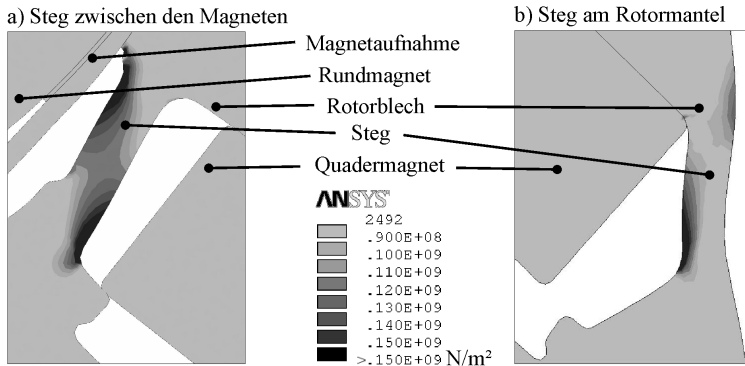 a) Steg zwischen den Magneten
b) Steg am Rotormantel
Magnetaufnahme
Rundmagnet
Rotorblech
Steg
Quadermagnet
ANSYS
2492
.900E+08
.100E+09
.110E+09
.120E+09
.130E+09
.140E+09
.150E+09
>.150E+09 N/m²